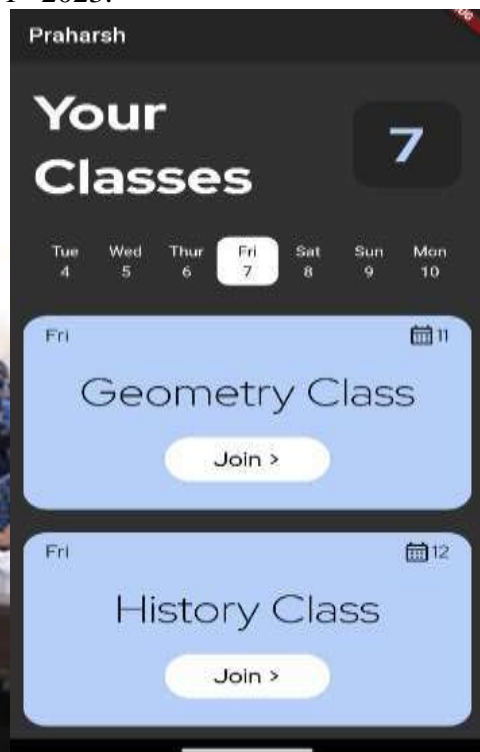 2023.
Praharsh
Your
Classes
7
Tue Wed Thur Fri Sat Sun Mon
4 5 6 7 8 9 10
Fri 11
Geometry Class
Join >
Fri 12
History Class
Join >